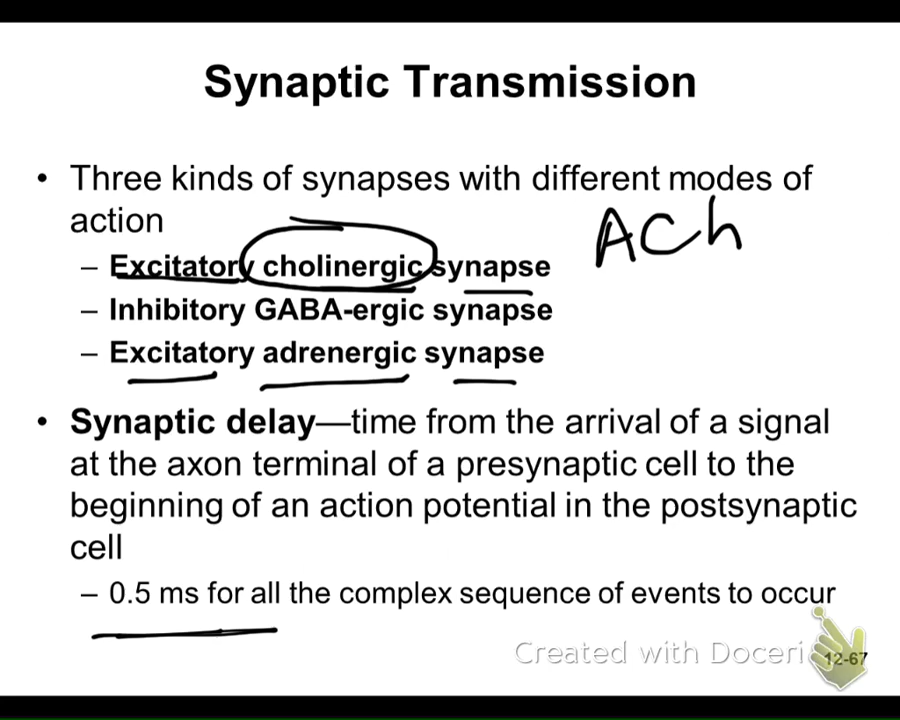 Synaptic Transmission
• Three kinds of synapses with different modes of
action
ACh
– Excitatory cholinergic synapse
– Inhibitory GABA-ergic synapse
– Excitatory adrenergic synapse
• Synaptic delay—time from the arrival of a signal
at the axon terminal of a presynaptic cell to the
beginning of an action potential in the postsynaptic
cell
– 0.5 ms for all the complex sequence of events to occur
Created with Doceri
12-67